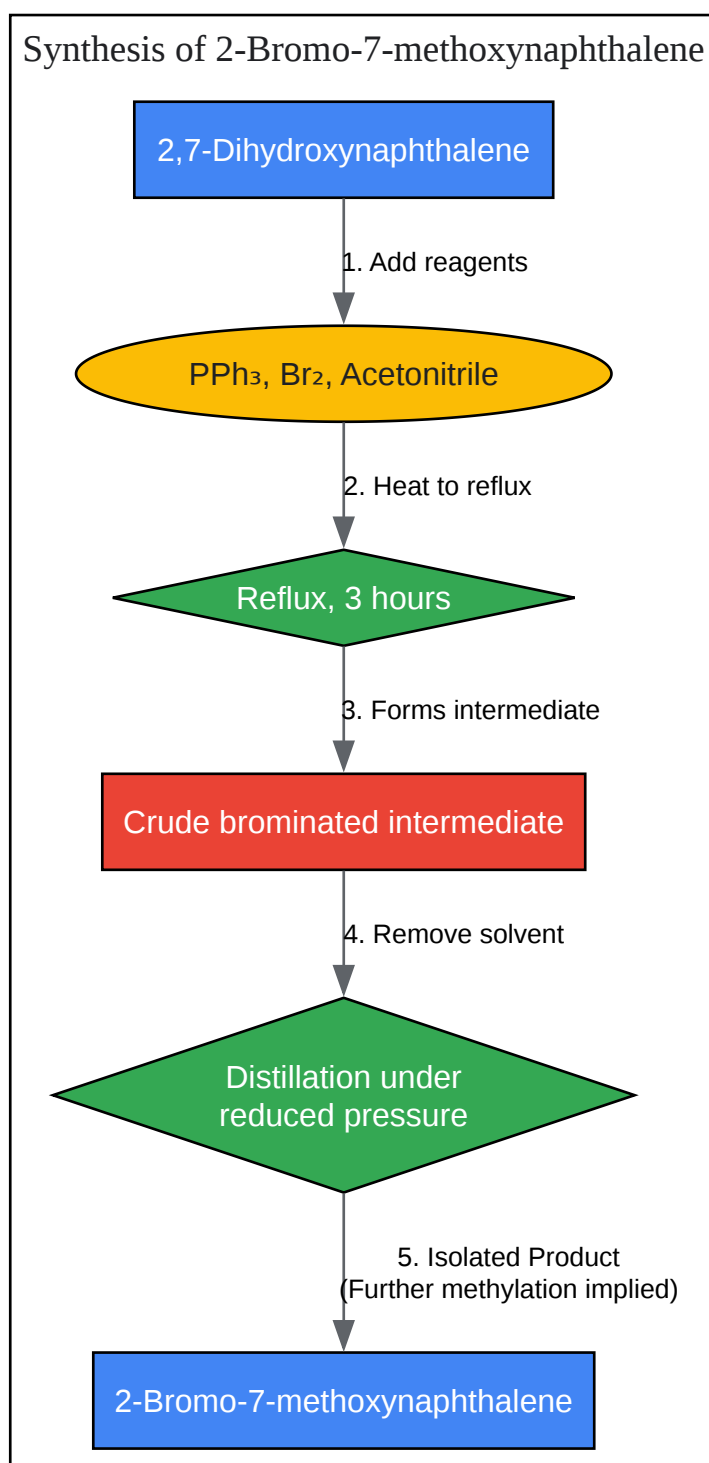 Synthesis of 2-Bromo-7-methoxynaphthalene
2,7-Dihydroxynaphthalene
1. Add reagents
PPh₃, Br₂, Acetonitrile
2. Heat to reflux
Reflux, 3 hours
3. Forms intermediate
Crude brominated intermediate
4. Remove solvent
Distillation under
reduced pressure
5. Isolated Product
(Further methylation implied)
2-Bromo-7-methoxynaphthalene